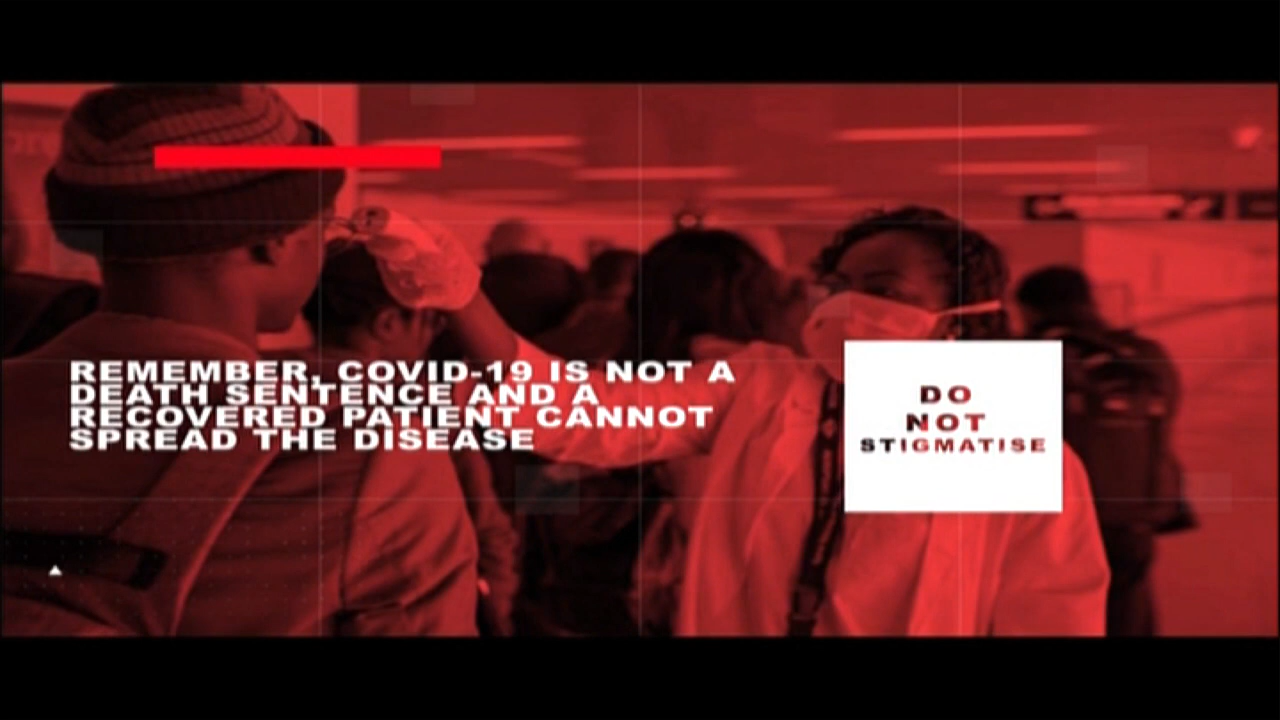 REMEMBER, COVID-19 IS NOT A
DEATH SENTENCE AND A
RECOVERED PATIENT CANNOT
SPREAD THE DISEASE
DO
NOT
STIGMATISE